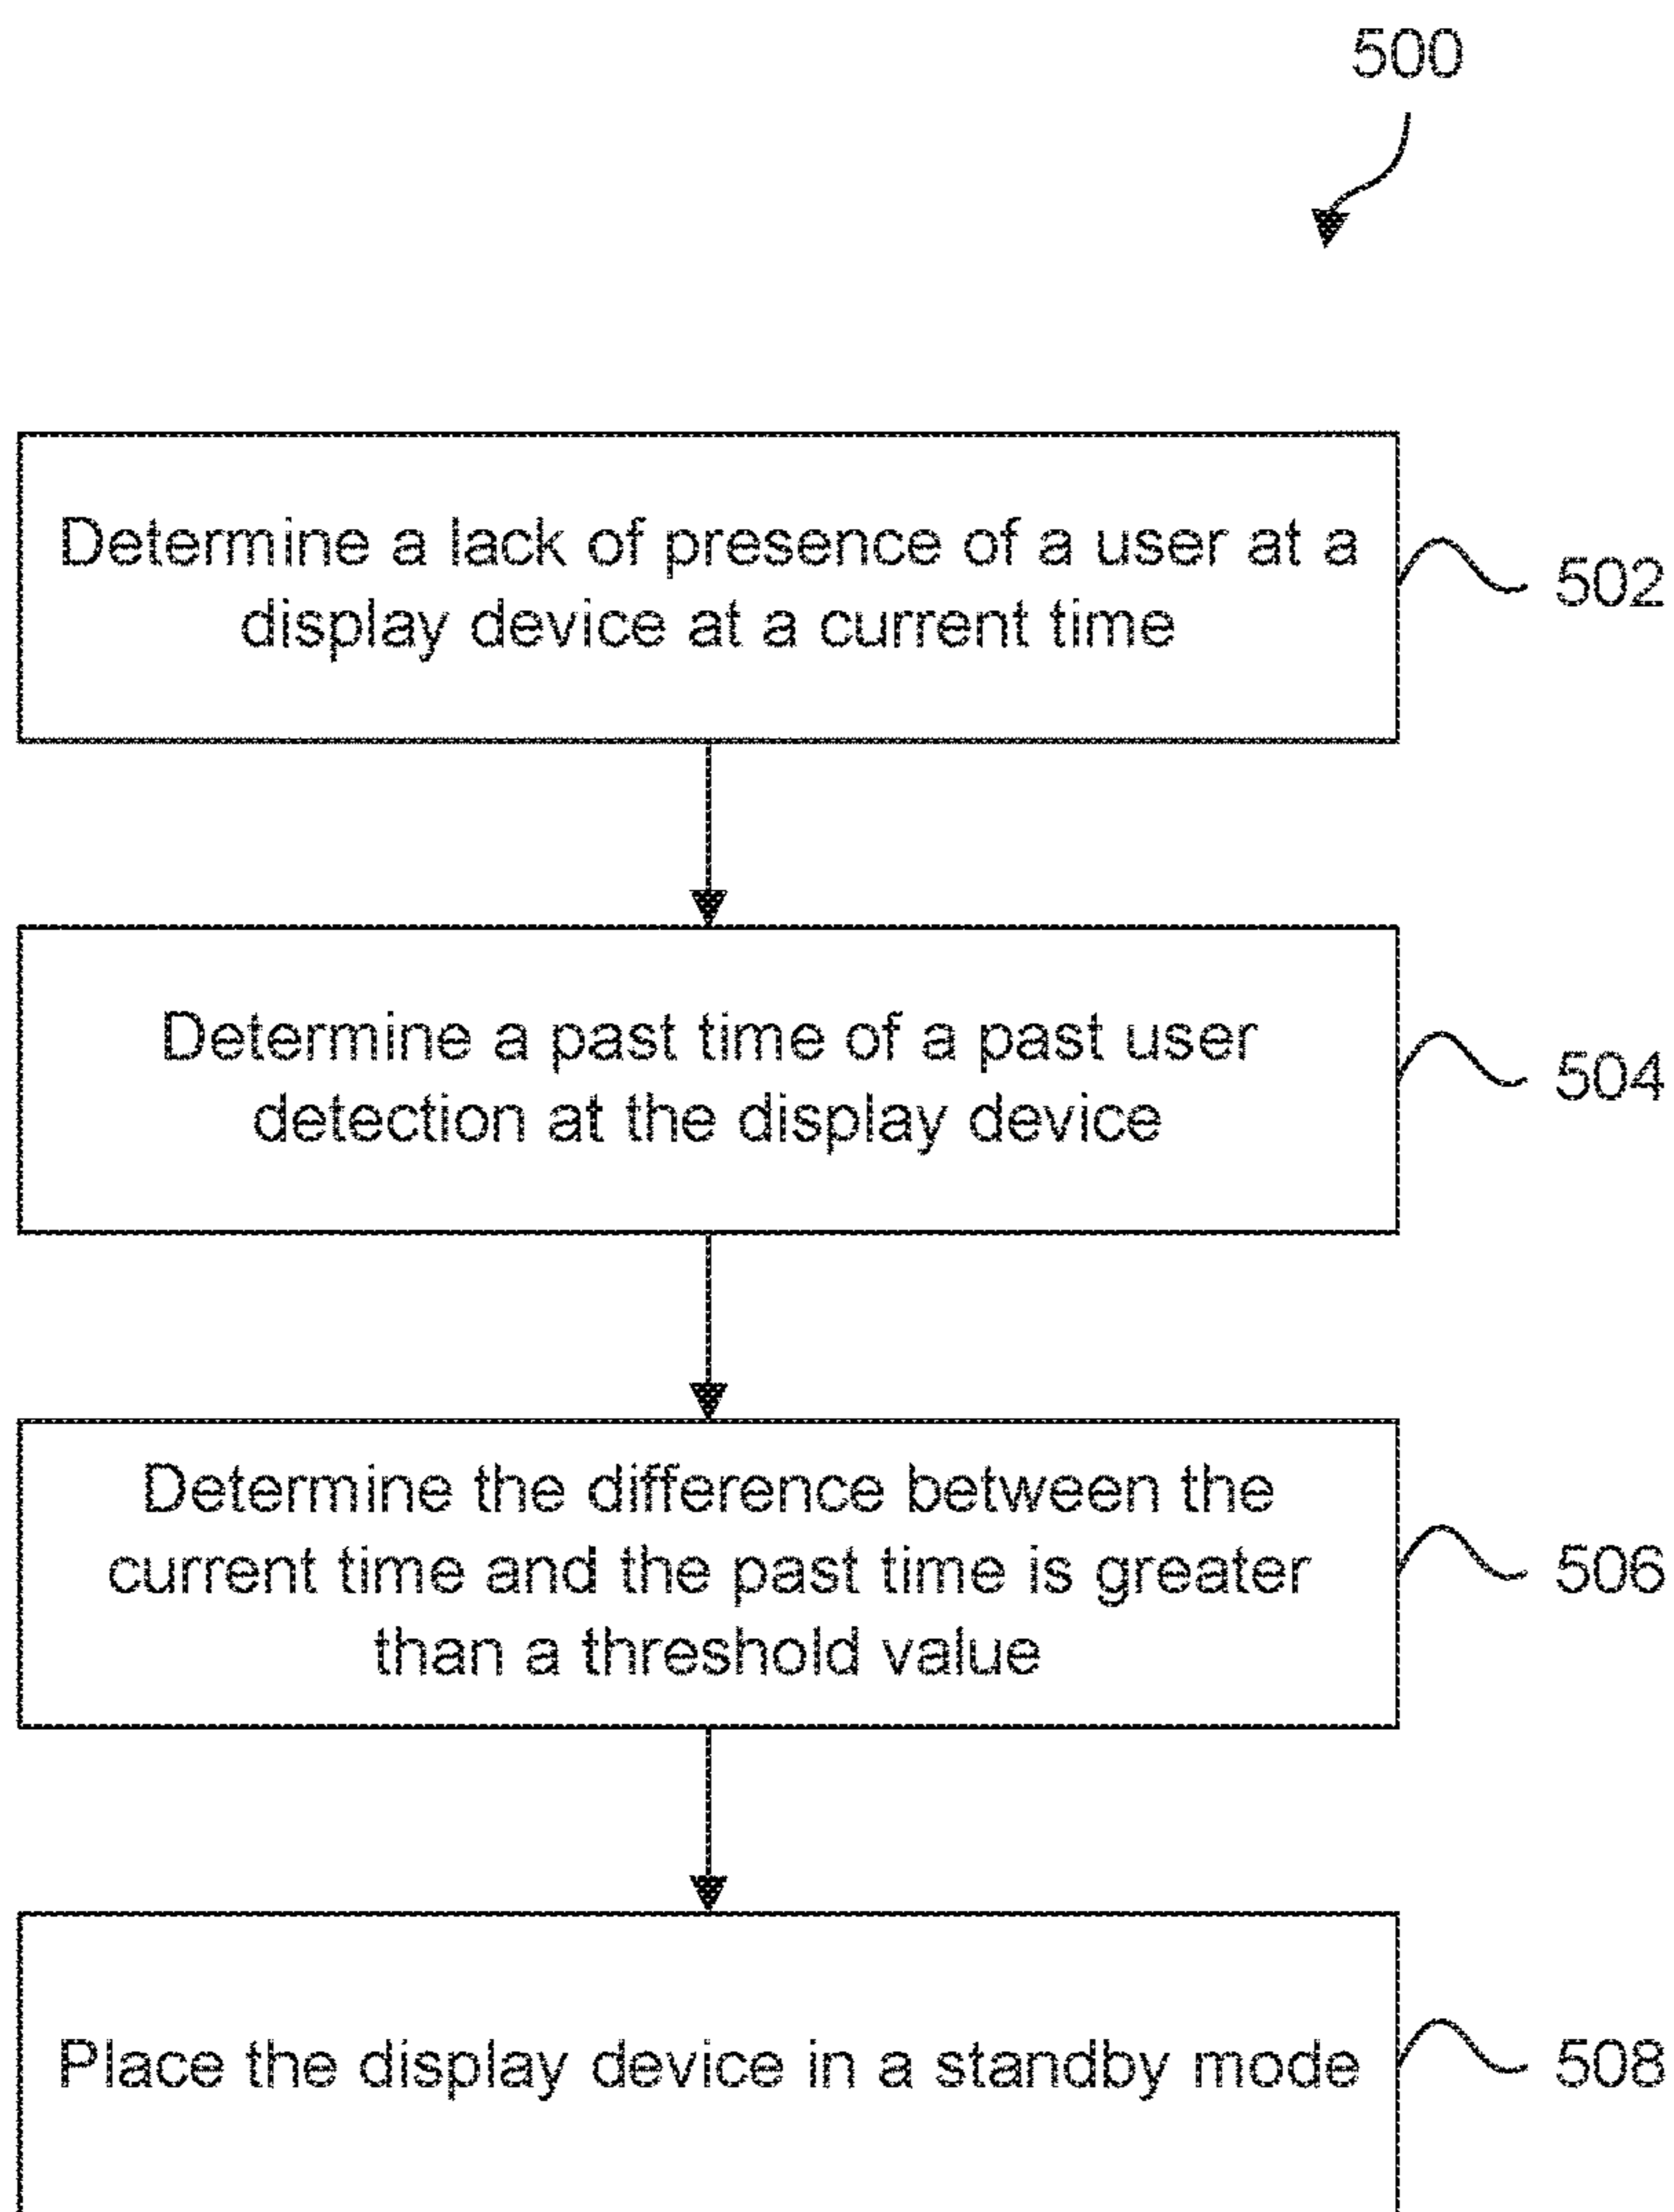 500
Determine a lack of presence of a user at a
display device at a current time
502
Determine a past time of a past user
detection at the display device
504
Determine the difference between the
current time and the past time is greater
than a threshold value
506
Place the display device in a standby mode
508